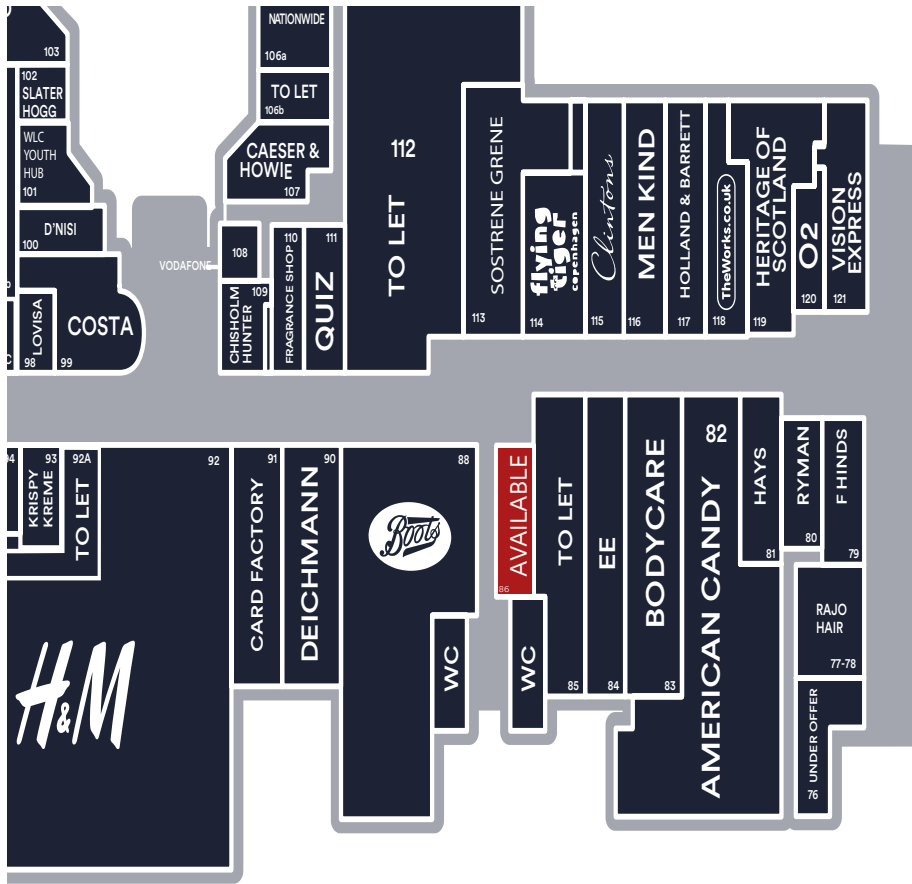 103
102
SLATER
HOGG
WLC
YOUTH
HUB
101
D'NISI
100
LOVISA
98
COSTA
99
C
NATIONWIDE
106a
TO LET
106b
CAESER &
HOWIE
107
VODAFONE
108
109
CHISHOLM
HUNTER
110
FRAGRANCE SHOP
111
QUIZ
112
TO LET
SOSTRENE GRENE
113
flying
tiger
copenhagen
114
Clintons
115
MEN KIND
116
HOLLAND & BARRETT
117
TheWorks.co.uk
118
HERITAGE OF
SCOTLAND
119
O2
120
VISION
EXPRESS
121
94
93
KRISPY
KREME
92A
TO LET
92
H&M
91
CARD FACTORY
90
DEICHMANN
88
Boots
WC
AVAILABLE
86
WC
TO LET
85
EE
84
BODYCARE
83
82
AMERICAN CANDY
HAYS
81
RYMAN
80
F HINDS
79
RAJO
HAIR
77-78
UNDER OFFER
76